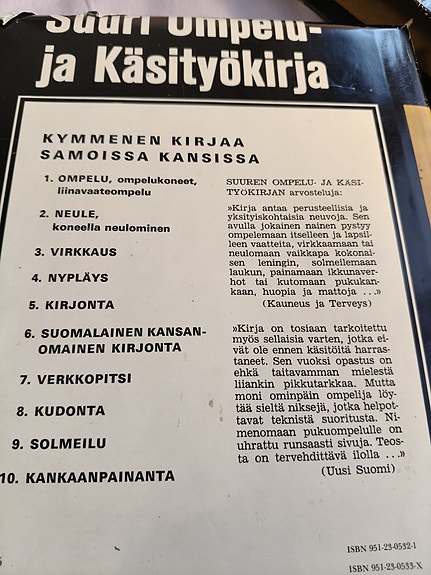 Suuri Ompelu-
ja Käsityökirja
KYMMENEN KIRJAA
SAMOISSA KANSISSA
1. OMPELU, ompelukoneet,
liinavaateompelu
2. NEULE,
koneella neulominen
3. VIRKKAUS
4. NYPLÄYS
5. KIRJONTA
6. SUOMALAINEN KANSAN-
OMAINEN KIRJONTA
7. VERKKOPITSI
8. KUDONTA
9. SOLMEILU
10. KANKAANPAINANTA
SUUREN OMPELU- JA KÄSI-
TYÖKIRJAN arvosteluja:
»Kirja antaa perusteellisia ja
yksityiskohtaisia neuvoja. Sen
avulla jokainen nainen pystyy
ompelemaan itselleen ja lapsil-
leen vaatteita, virkkaamaan tai
neulomaan vaikkapa kokonai-
sen leningin, solmeilemaan
laukun, painamaan ikkunaver-
hot tai kutomaan pukukan-
kaan, huopia ja mattoja ...»
(Kauneus ja Terveys)
»Kirja on tosiaan tarkoitettu
myös sellaisia varten, jotka ei-
vät ole ennen käsitöitä harras-
taneet. Sen vuoksi opastus on
ehkä taitavamman mielestä
liiankin pikkutarkkaa. Mutta
moni ominpäin ompelija löy-
tää sieltä niksejä, jotka helpot-
tavat teknistä suoritusta. Ni-
menomaan pukuompelulle on
uhrattu runsaasti sivuja. Teos-
ta on tervehdittävä ilolla ...»
(Uusi Suomi)
ISBN 951-23-0532-1
ISBN 951-23-0533-X